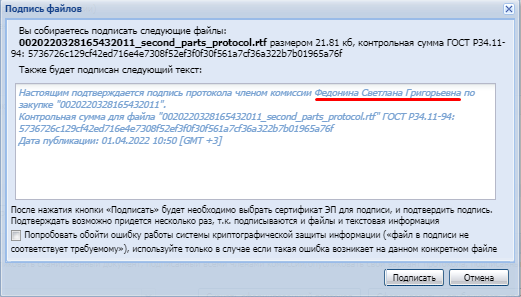 Подпись файлов
Вы собираетесь подписать следующие файлы:
0020220328165432011_second_parts_protocol.rtf размером 21.81 кб, контрольная сумма ГОСТ Р34.11-
94: 5736726c129cf42ed716e4e7308f52ef3f0f30f561a7cf36a322b7b01965a76f
Также будет подписан следующий текст:
Настоящим подтверждается подпись протокола членом комиссии Федонина Светлана Григорьевна по
закупке "0020220328165432011".
Контрольная сумма для файла "0020220328165432011_second_parts_protocol.rtf" ГОСТ Р34.11-94:
5736726c129cf42ed716e4e7308f52ef3f0f30f561a7cf36a322b7b01965a76f
Дата публикации: 01.04.2022 10:50 [GMT +3]
После нажатия кнопки «Подписать» будет необходимо выбрать сертификат ЭП для подписи, и подтвердить подпись.
Подтверждать возможно придется несколько раз, т.к. подписываются и файлы и текстовая информация
Попробовать обойти ошибку работы системы криптографической защиты информации («файл в подписи не
соответствует требуемому»), используйте только в случае если такая ошибка возникает на данном конкретном файле
Подписать
Отмена